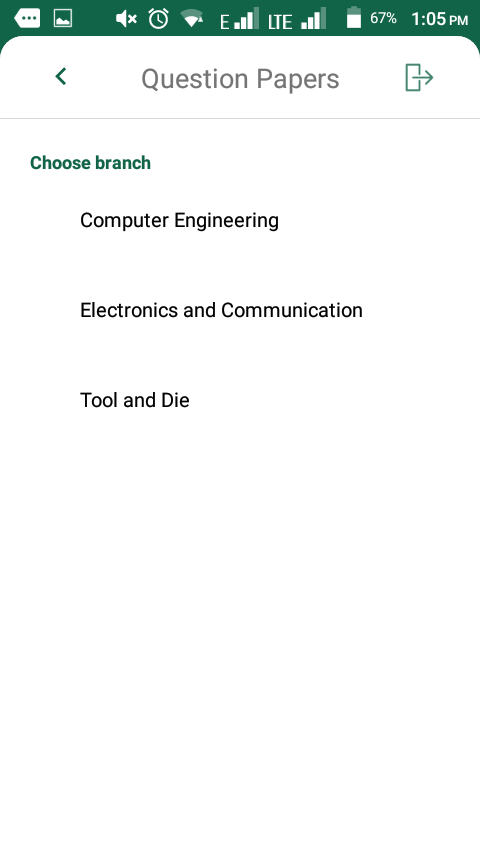 E LTE 67% 1:05 PM
Question Papers
Choose branch
Computer Engineering
Electronics and Communication
Tool and Die